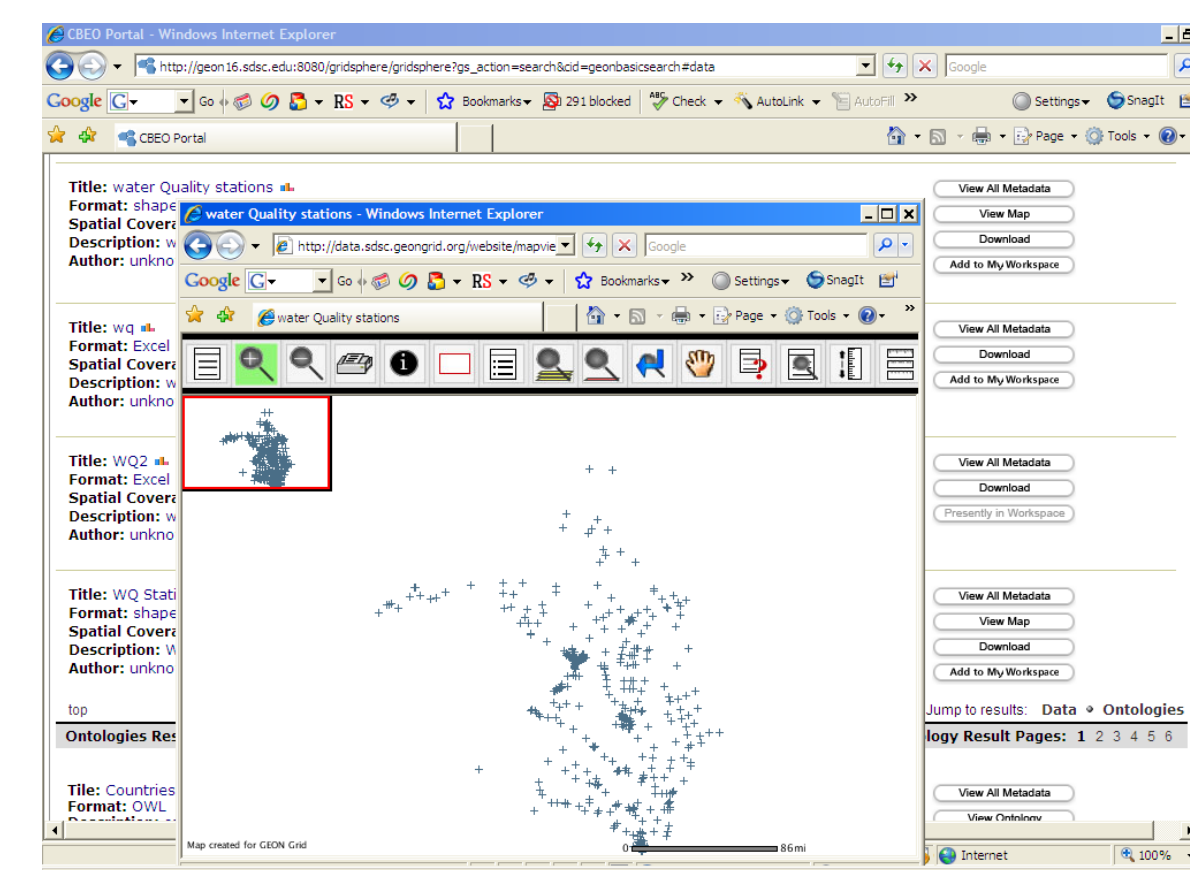 CBEO Portal - Windows Internet Explorer
http://geon16.sdsc.edu:8080/gridsphere/gridsphere?gs_action=search&cid=geonbasicsearch#data
Google
Google G Go RS Bookmarks 291 blocked ABC Check AutoLink AutoFill » Settings SnagIt
CBEO Portal
Page Tools
Title: water Quality stations
Format: shape
Spatial Covera
Description: w
Author: unkno
View All Metadata
View Map
Download
Add to My Workspace
water Quality stations - Windows Internet Explorer
http://data.sdsc.geongrid.org/website/mapvie
Google
Google G Go RS Bookmarks » Settings SnagIt
water Quality stations
Page Tools »
Title: wq
Format: Excel
Spatial Covera
Description: w
Author: unkno
View All Metadata
Download
Add to My Workspace
Title: WQ2
Format: Excel
Spatial Covera
Description: w
Author: unkno
View All Metadata
Download
Presently in Workspace
Title: WQ Stati
Format: shape
Spatial Covera
Description: W
Author: unkno
View All Metadata
View Map
Download
Add to My Workspace
top
Jump to results: Data Ontologies
Ontologies Res
logy Result Pages: 1 2 3 4 5 6
Tile: Countries
Format: OWL
View All Metadata
View Ontology
Map created for GEON Grid
0 86mi
Internet
100%